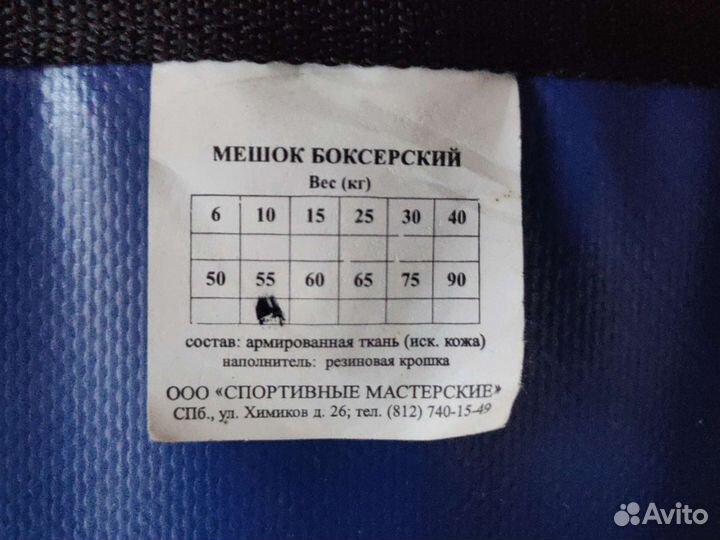 МЕШОК БОКСЕРСКИЙ
Вес (кг)
6 10 15 25 30 40
50 55 60 65 75 90
состав: армированная ткань (иск. кожа)
наполнитель: резиновая крошка
ООО «СПОРТИВНЫЕ МАСТЕРСКИЕ»
СПб., ул. Химиков д. 26; тел. (812) 740-15-49
Avito